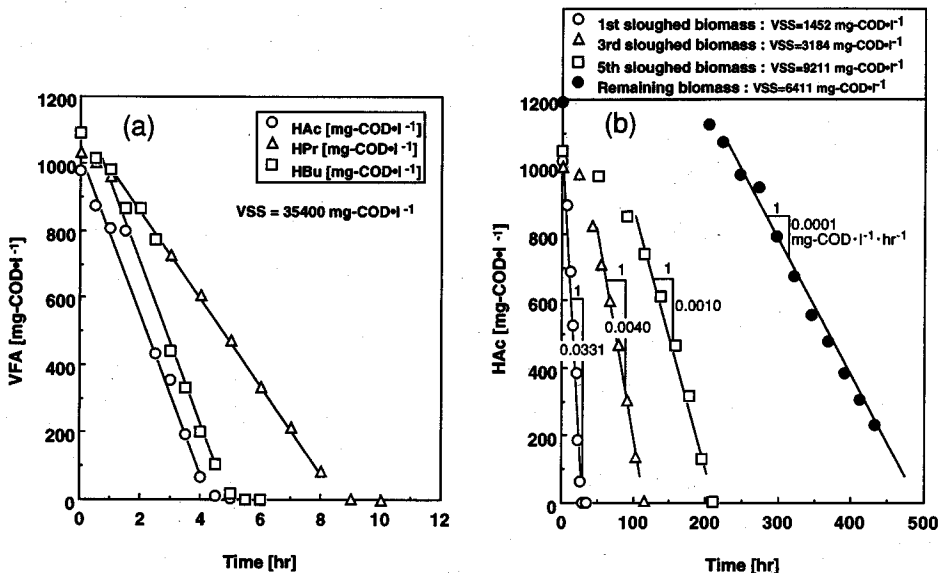 1st sloughed biomass : VSS=1452 mg-COD•l⁻¹
3rd sloughed biomass : VSS=3184 mg-COD•l⁻¹
5th sloughed biomass : VSS=9211 mg-COD•l⁻¹
Remaining biomass : VSS=6411 mg-COD•l⁻¹
(a)
HAc [mg-COD•l ⁻¹]
HPr [mg-COD•l ⁻¹]
HBu [mg-COD•l ⁻¹]
VSS = 35400 mg-COD•l ⁻¹
VFA [mg-COD•l ⁻¹]
1200
1000
800
600
400
200
0
0 2 4 6 8 10 12
Time [hr]
(b)
HAc [mg-COD•l ⁻¹]
1200
1000
800
600
400
200
0
1
0.0331
1
0.0040
1
0.0010
1
0.0001
mg-COD•l⁻¹•hr⁻¹
0 100 200 300 400 500
Time [hr]